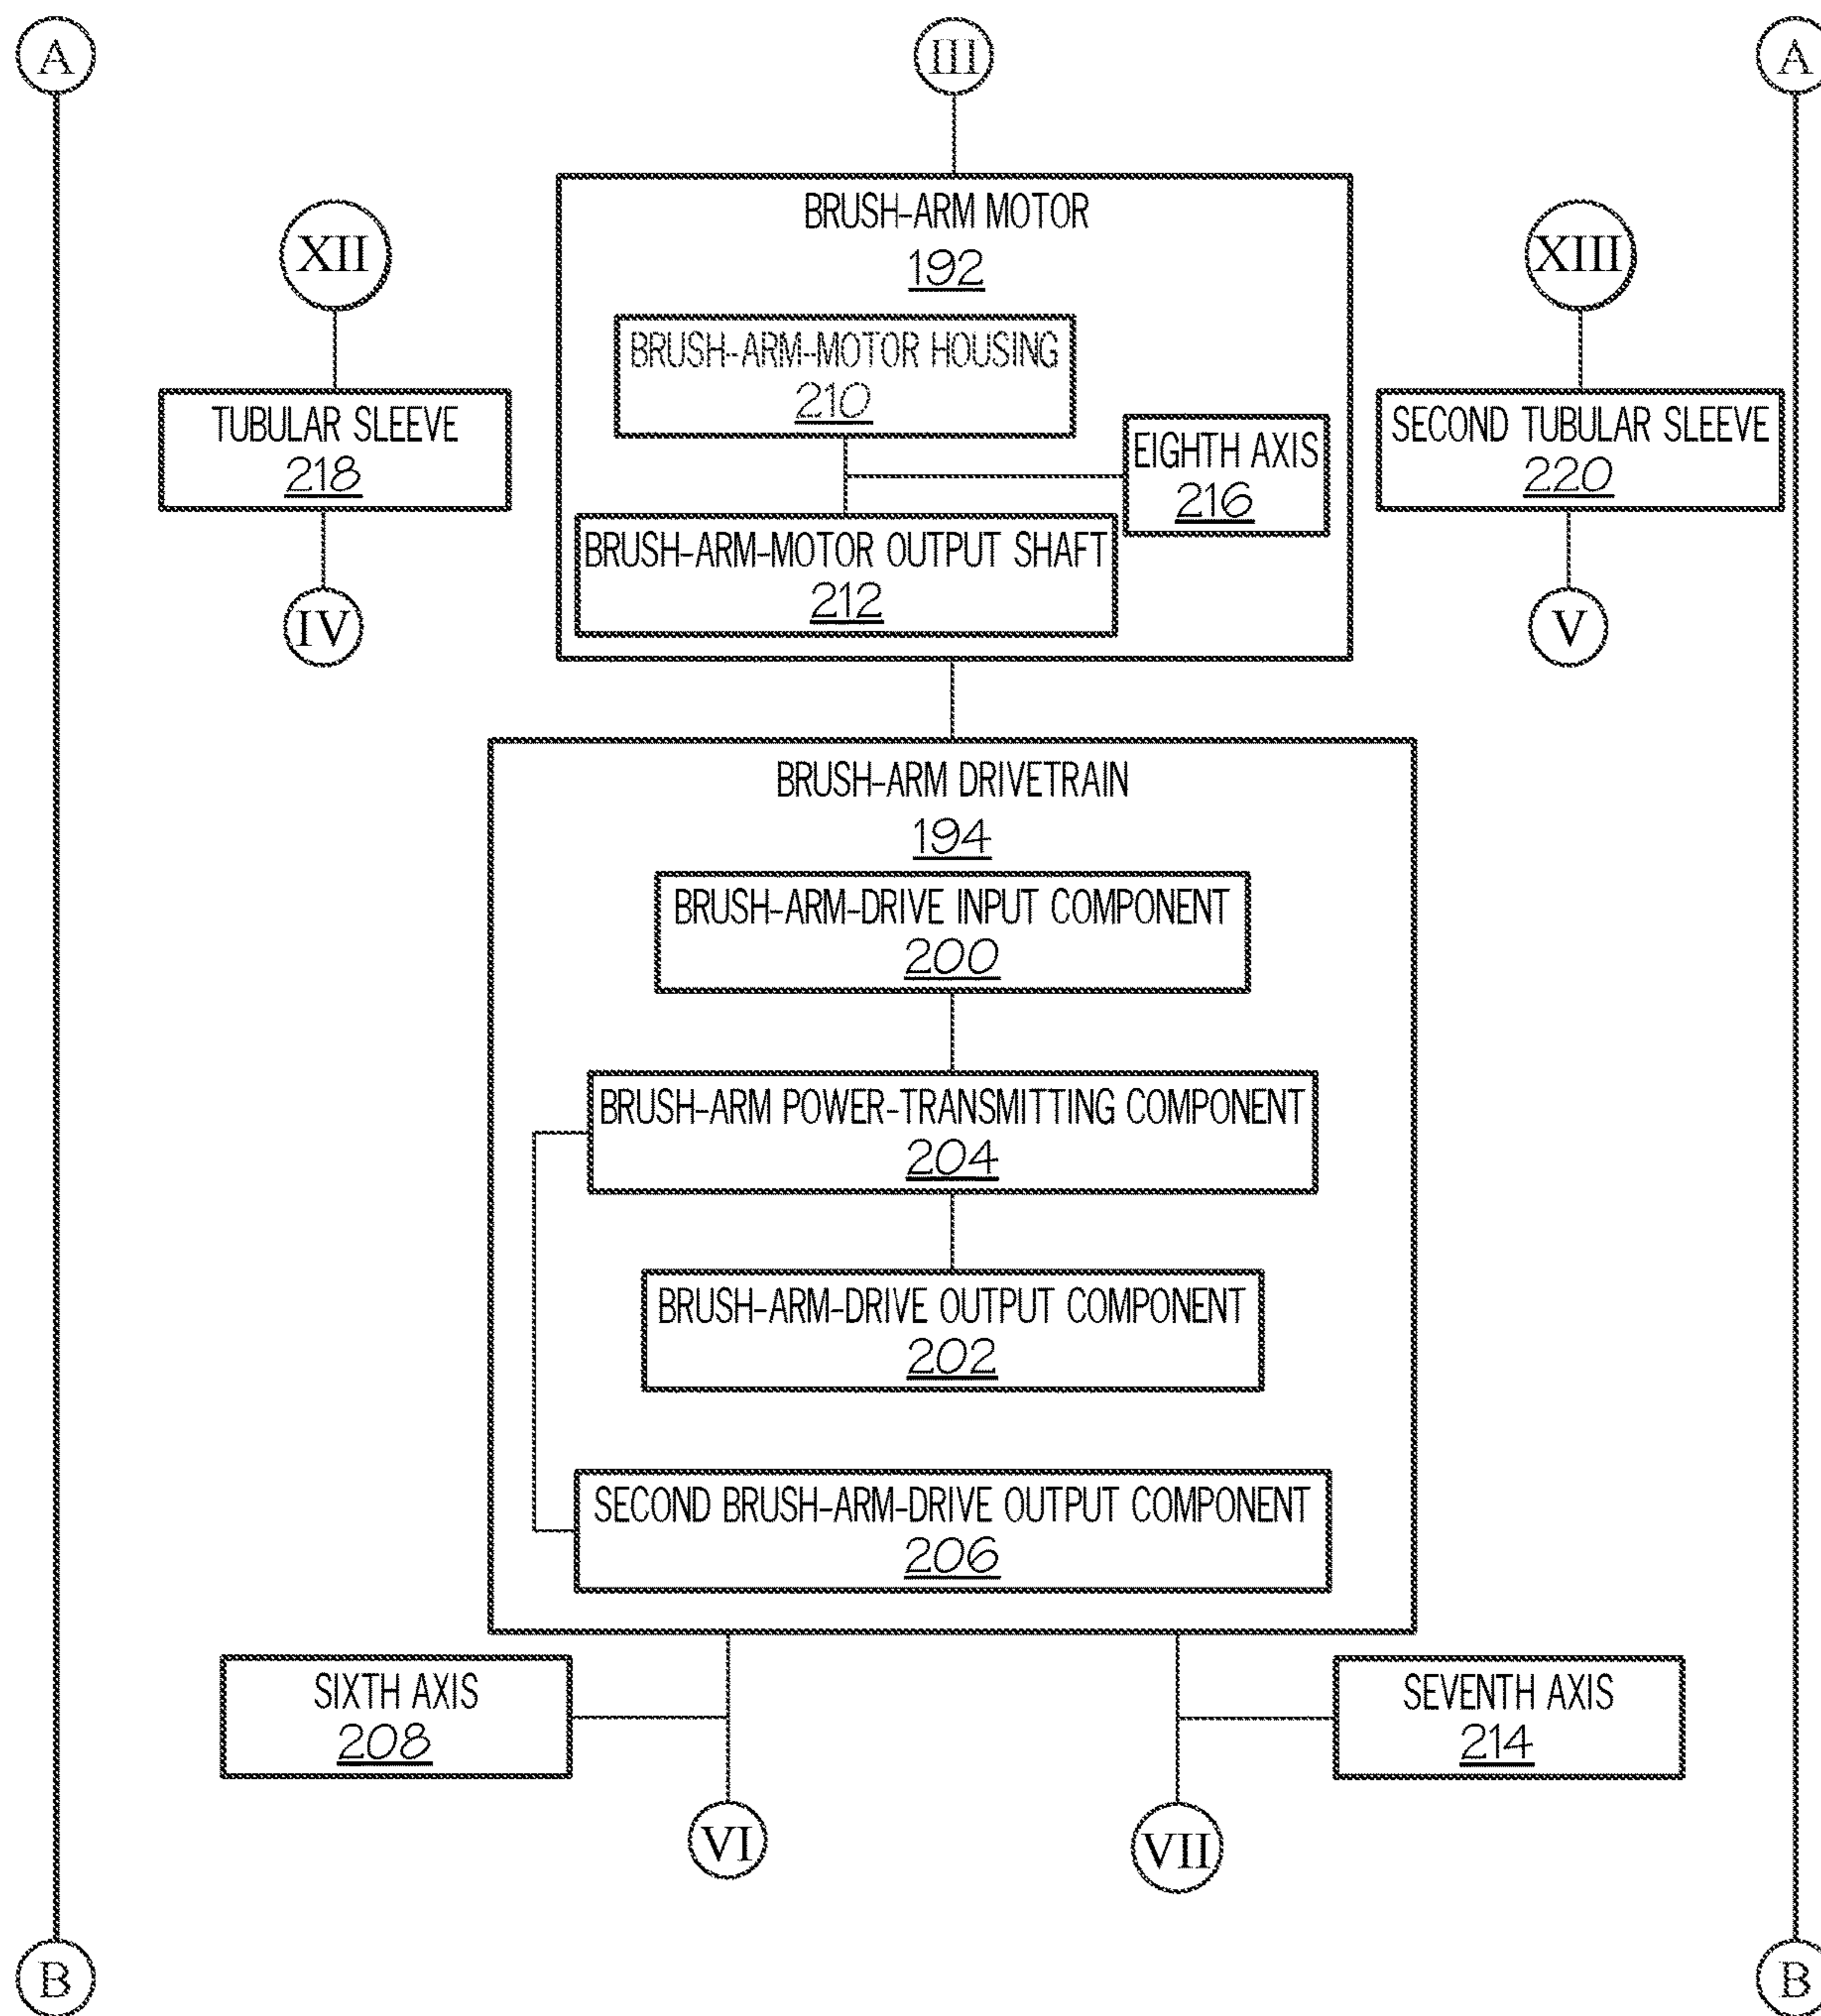 A
III
A
BRUSH-ARM MOTOR
192
XII
XIII
BRUSH-ARM-MOTOR HOUSING
210
TUBULAR SLEEVE
218
EIGHTH AXIS
216
SECOND TUBULAR SLEEVE
220
BRUSH-ARM-MOTOR OUTPUT SHAFT
212
IV
V
BRUSH-ARM DRIVETRAIN
194
BRUSH-ARM-DRIVE INPUT COMPONENT
200
BRUSH-ARM POWER-TRANSMITTING COMPONENT
204
BRUSH-ARM-DRIVE OUTPUT COMPONENT
202
SECOND BRUSH-ARM-DRIVE OUTPUT COMPONENT
206
SIXTH AXIS
208
SEVENTH AXIS
214
VI
VII
B
B